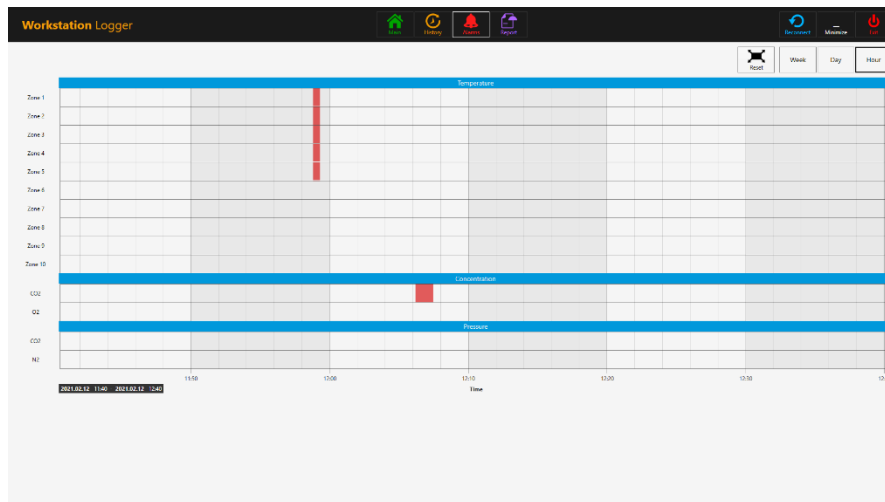 Workstation Logger
Main History Alarms Report
Reconnect Minimize Exit
Reset Week Day Hour
Temperature
Zone 1
Zone 2
Zone 3
Zone 4
Zone 5
Zone 6
Zone 7
Zone 8
Zone 9
Zone 10
Concentration
CO2
O2
Pressure
CO2
N2
11:50 12:00 12:10 12:20 12:30
2021.02.12 11:40 2021.02.12 12:40
Time